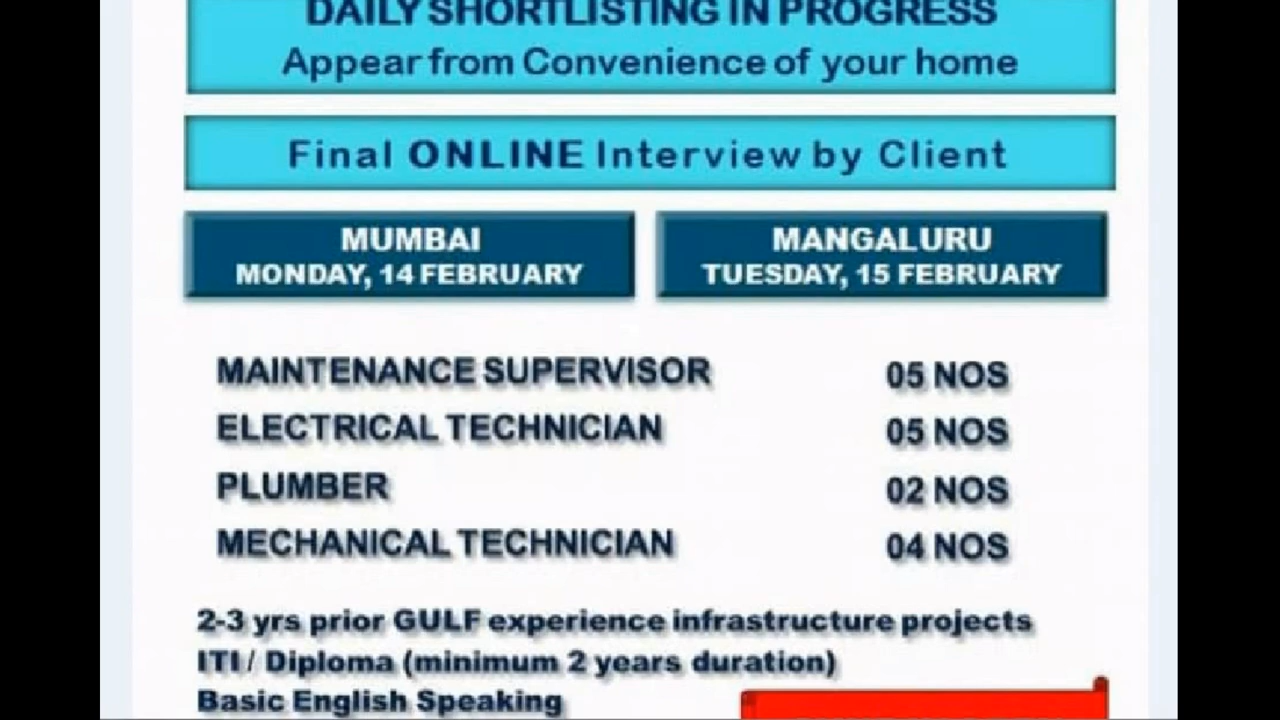 DAILY SHORTLISTING IN PROGRESS
Appear from Convenience of your home
Final ONLINE Interview by Client
MUMBAI
MONDAY, 14 FEBRUARY
MANGALURU
TUESDAY, 15 FEBRUARY
MAINTENANCE SUPERVISOR 05 NOS
ELECTRICAL TECHNICIAN 05 NOS
PLUMBER 02 NOS
MECHANICAL TECHNICIAN 04 NOS
2-3 yrs prior GULF experience infrastructure projects
ITI / Diploma (minimum 2 years duration)
Basic English Speaking